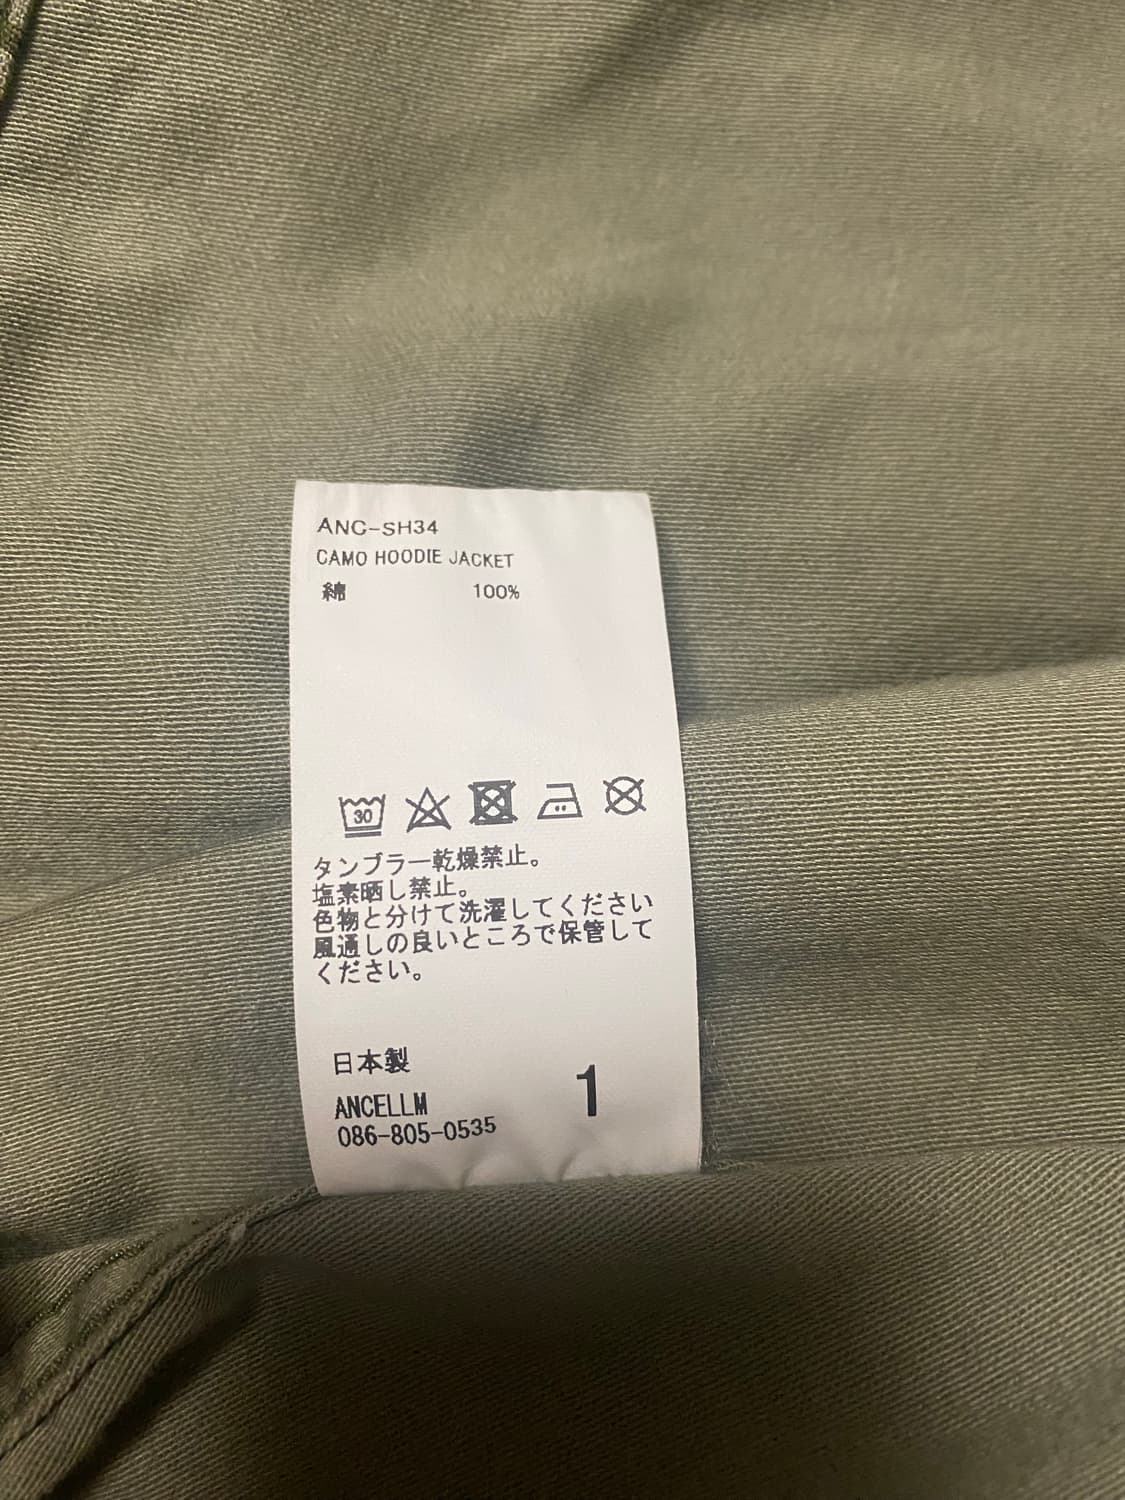 ANC-SH34
CAMO HOODIE JACKET
綿 100%
30
タンブラー乾燥禁止。
塩素晒し禁止。
色物と分けて洗濯してください
風通しの良いところで保管して
ください。
日本製
1
ANCELLM
086-805-0535